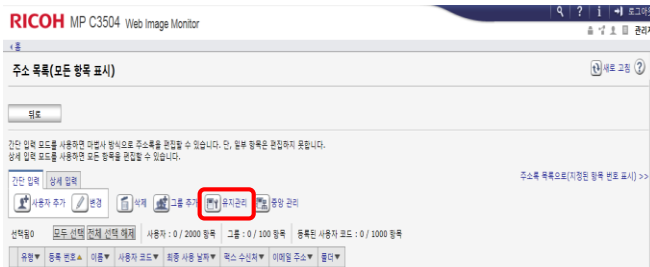 RICOH MP C3504 Web Image Monitor
? i 로그아웃
관리자
홈
주소 목록(모든 항목 표시)
새로 고침 ?
뒤로
간단 입력 모드를 사용하면 마법사 방식으로 주소록을 편집할 수 있습니다. 단, 일부 항목은 편집하지 못합니다.
상세 입력 모드를 사용하면 모든 항목을 편집할 수 있습니다.
간단 입력 상세 입력
주소록 목록으로(지정된 항목 번호 표시) >>
사용자 추가 변경 삭제 그룹 추가 유지관리 중앙 관리
선택됨0 모두 선택 전체 선택 해제 사용자 : 0 / 2000 항목 그룹 : 0 / 100 항목 등록된 사용자 코드 : 0 / 1000 항목
유형▼ 등록 번호▲ 이름▼ 사용자 코드▼ 최종 사용 날짜▼ 팩스 수신처▼ 이메일 주소▼ 폴더▼